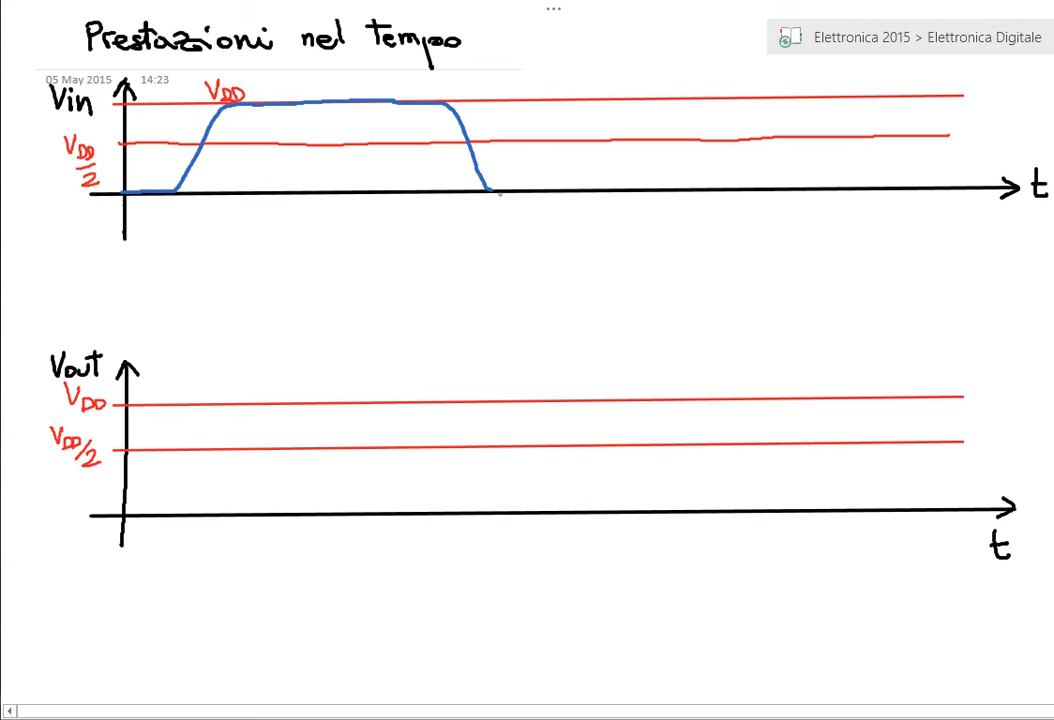 Prestazioni nel tempo
Elettronica 2015 > Elettronica Digitale
05 May 2015 14:23
Vin
VDD
VDD/2
t
Vout
VDD
VDD/2
t